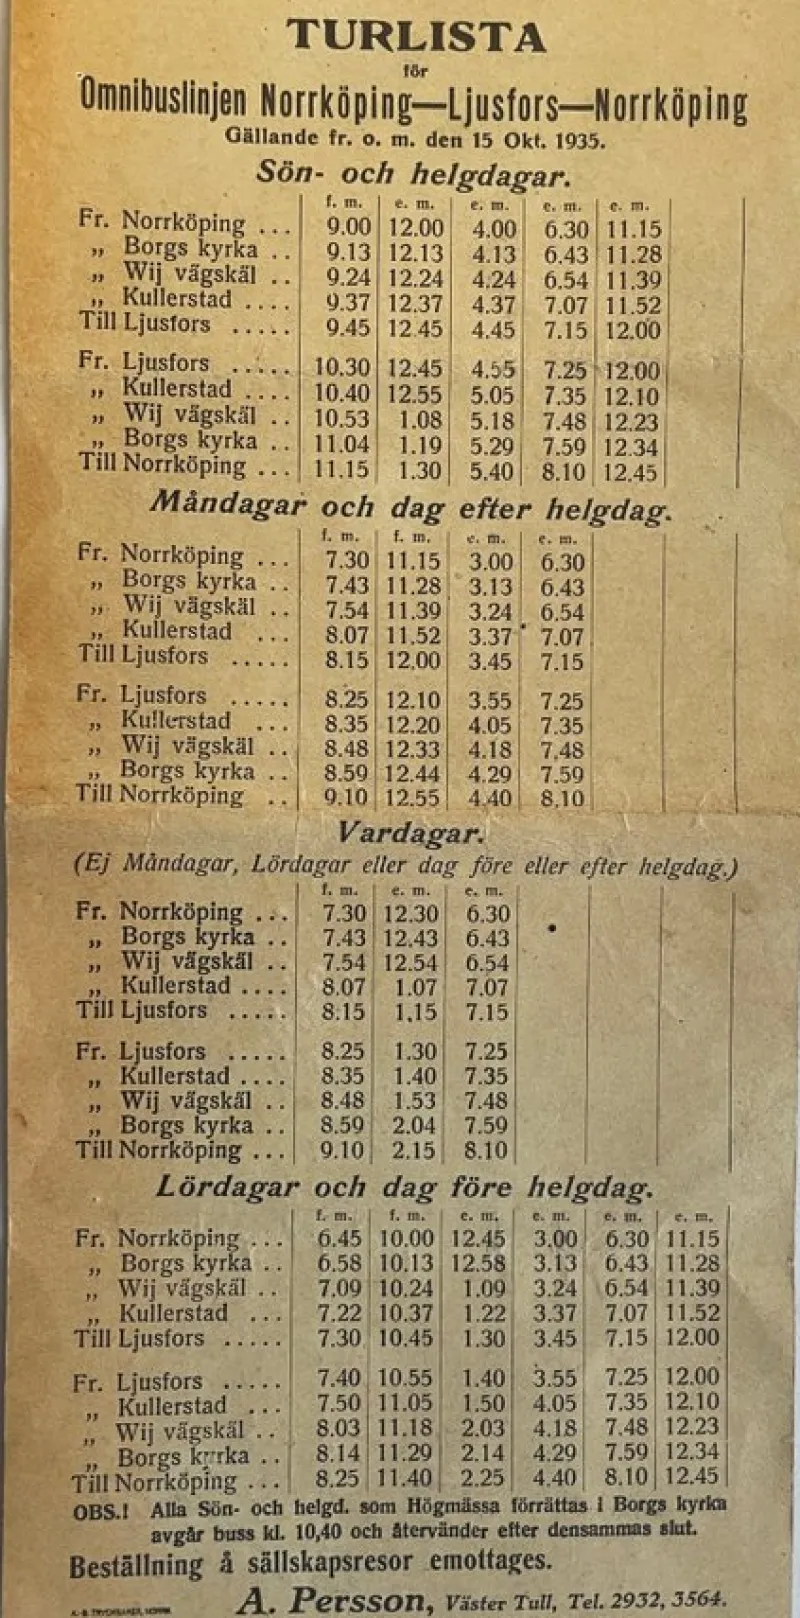 TURLISTA
för
Omnibuslinjen Norrköping—Ljusfors—Norrköping
Gällande fr. o. m. den 15 Okt. 1935.
Sön- och helgdagar.
f. m. e. m. e. m. e. m. e. m.
Fr. Norrköping ... 9.00 12.00 4.00 6.30 11.15
„ Borgs kyrka .. 9.13 12.13 4.13 6.43 11.28
„ Wij vägskäl .. 9.24 12.24 4.24 6.54 11.39
„ Kullerstad .... 9.37 12.37 4.37 7.07 11.52
Till Ljusfors ..... 9.45 12.45 4.45 7.15 12.00
Fr. Ljusfors ..... 10.30 12.45 4.55 7.25 12.00
„ Kullerstad .... 10.40 12.55 5.05 7.35 12.10
„ Wij vägskäl .. 10.53 1.08 5.18 7.48 12.23
„ Borgs kyrka .. 11.04 1.19 5.29 7.59 12.34
Till Norrköping ... 11.15 1.30 5.40 8.10 12.45
Måndagar och dag efter helgdag.
f. m. f. m. e. m. e. m.
Fr. Norrköping ... 7.30 11.15 3.00 6.30
„ Borgs kyrka .. 7.43 11.28 3.13 6.43
„ Wij vägskäl .. 7.54 11.39 3.24 6.54
„ Kullerstad ... 8.07 11.52 3.37 7.07
Till Ljusfors ..... 8.15 12.00 3.45 7.15
Fr. Ljusfors ..... 8.25 12.10 3.55 7.25
„ Kullerstad ... 8.35 12.20 4.05 7.35
„ Wij vägskäl .. 8.48 12.33 4.18 7.48
„ Borgs kyrka .. 8.59 12.44 4.29 7.59
Till Norrköping .. 9.10 12.55 4.40 8.10
Vardagar.
(Ej Måndagar, Lördagar eller dag före eller efter helgdag.)
f. m. e. m. e. m.
Fr. Norrköping ... 7.30 12.30 6.30
„ Borgs kyrka .. 7.43 12.43 6.43
„ Wij vägskäl .. 7.54 12.54 6.54
„ Kullerstad .... 8.07 1.07 7.07
Till Ljusfors ..... 8.15 1.15 7.15
Fr. Ljusfors ..... 8.25 1.30 7.25
„ Kullerstad .... 8.35 1.40 7.35
„ Wij vägskäl .. 8.48 1.53 7.48
„ Borgs kyrka .. 8.59 2.04 7.59
Till Norrköping ... 9.10 2.15 8.10
Lördagar och dag före helgdag.
f. m. f. m. e. m. e. m. e. m. e. m.
Fr. Norrköping ... 6.45 10.00 12.45 3.00 6.30 11.15
„ Borgs kyrka .. 6.58 10.13 12.58 3.13 6.43 11.28
„ Wij vägskäl .. 7.09 10.24 1.09 3.24 6.54 11.39
„ Kullerstad ... 7.22 10.37 1.22 3.37 7.07 11.52
Till Ljusfors ..... 7.30 10.45 1.30 3.45 7.15 12.00
Fr. Ljusfors ..... 7.40 10.55 1.40 3.55 7.25 12.00
„ Kullerstad ... 7.50 11.05 1.50 4.05 7.35 12.10
„ Wij vägskäl .. 8.03 11.18 2.03 4.18 7.48 12.23
„ Borgs kyrka .. 8.14 11.29 2.14 4.29 7.59 12.34
Till Norrköping ... 8.25 11.40 2.25 4.40 8.10 12.45
OBS.! Alla Sön- och helgd. som Högmässa förrättas i Borgs kyrka
avgår buss kl. 10,40 och återvänder efter densammas slut.
Beställning å sällskapsresor emottages.
A. Persson, Väster Tull, Tel. 2932, 3564.